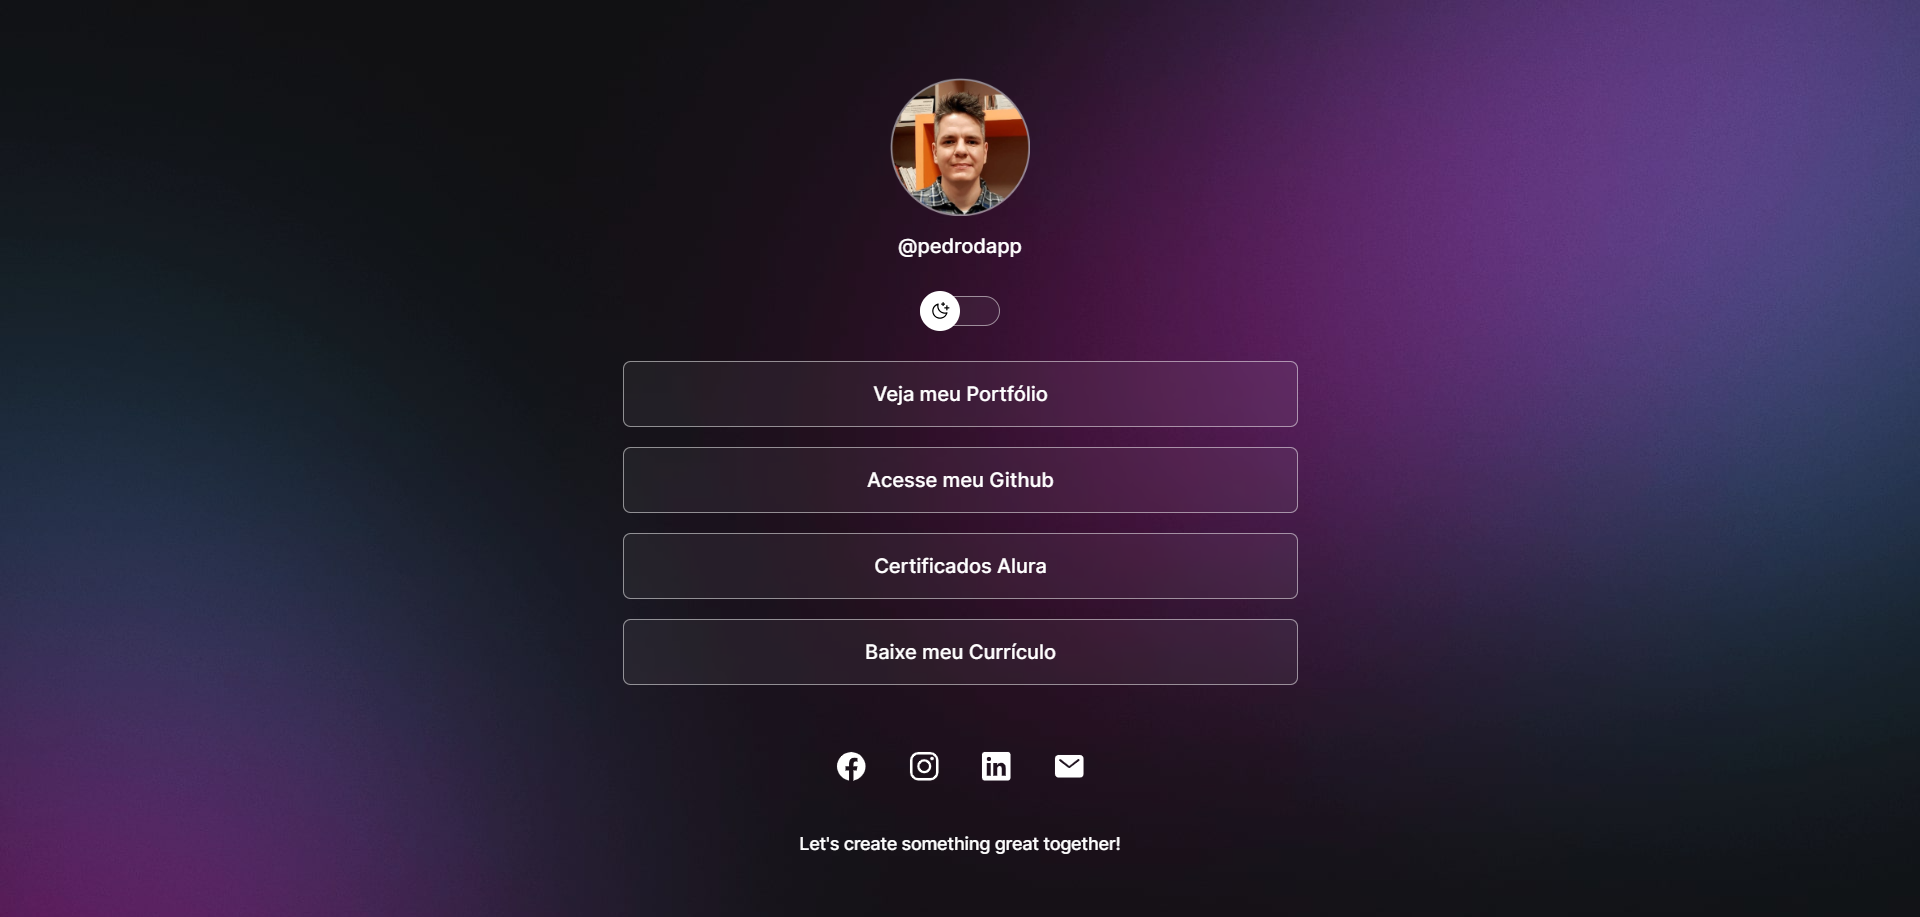 @pedrodapp
Veja meu Portfólio
Acesse meu Github
Certificados Alura
Baixe meu Currículo
Let's create something great together!